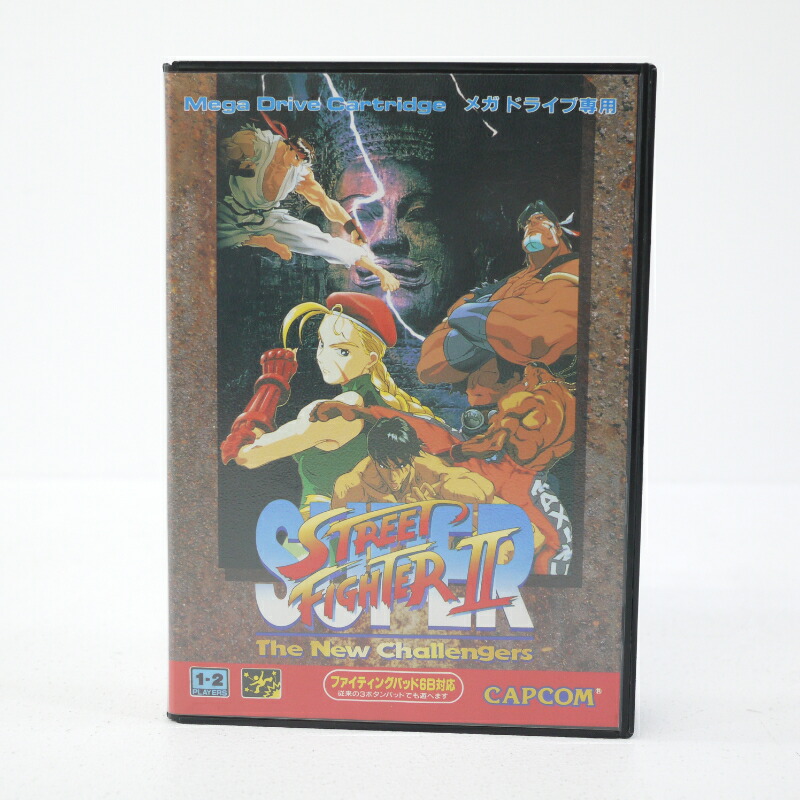 Mega Drive Cartridge メガドライブ専用
MAXIM
SUPER
STREET
FIGHTER II
The New Challengers
1-2
PLAYERS
ファイティングパッド6B対応
従来の3ボタンパッドでも遊べます
CAPCOM®